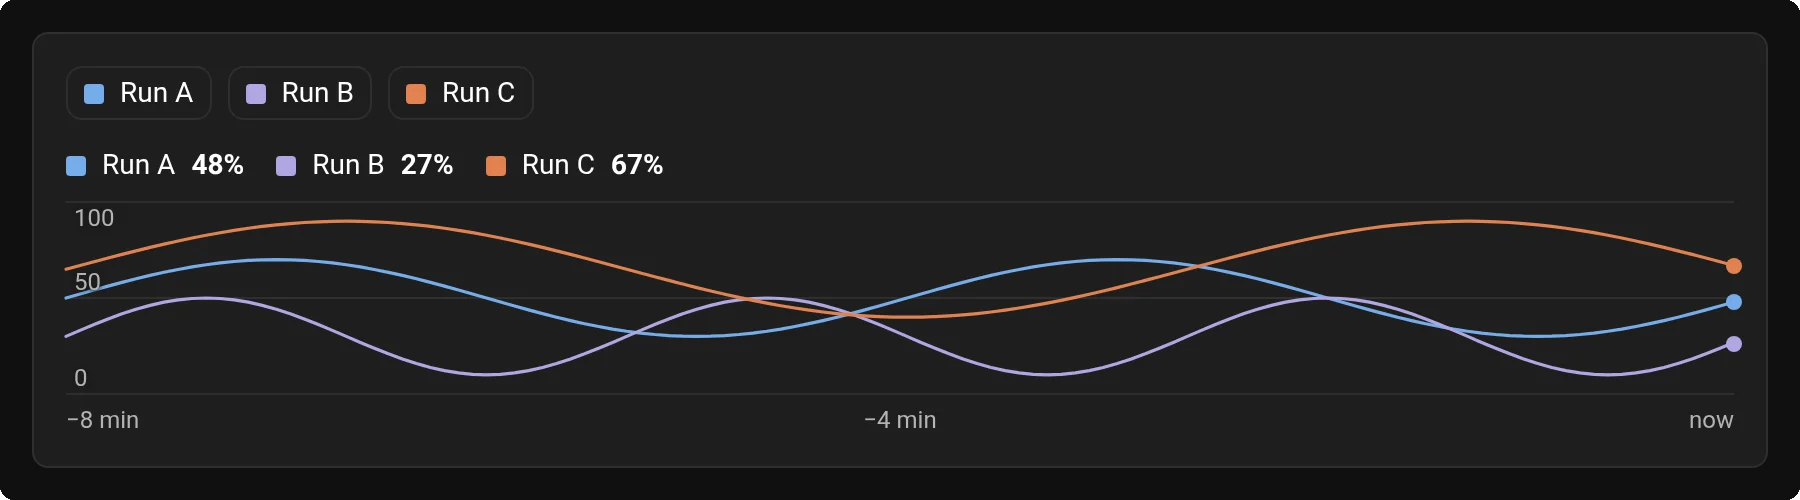 Run A Run B Run C
Run A 48% Run B 27% Run C 67%
100
50
0
−8 min −4 min now